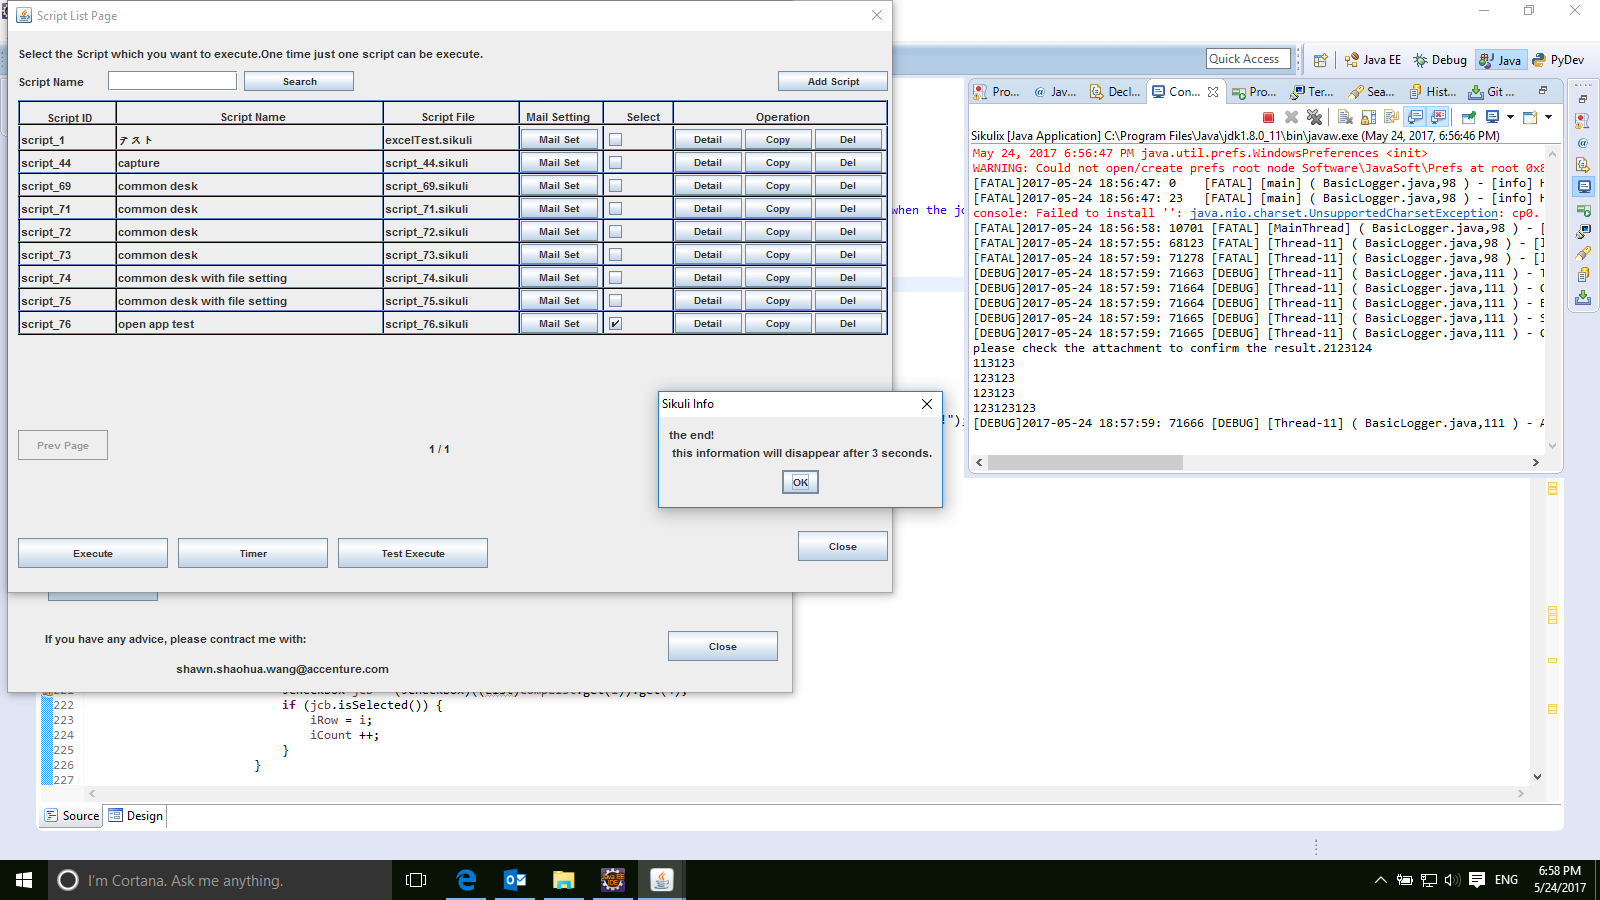 Script List Page
Select the Script which you want to execute.One time just one script can be execute.
Script Name
Search
Add Script
Script ID Script Name Script File Mail Setting Select Operation
script_1 テスト excelTest.sikuli Mail Set Detail Copy Del
script_44 capture script_44.sikuli Mail Set Detail Copy Del
script_69 common desk script_69.sikuli Mail Set Detail Copy Del
script_71 common desk script_71.sikuli Mail Set Detail Copy Del
script_72 common desk script_72.sikuli Mail Set Detail Copy Del
script_73 common desk script_73.sikuli Mail Set Detail Copy Del
script_74 common desk with file setting script_74.sikuli Mail Set Detail Copy Del
script_75 common desk with file setting script_75.sikuli Mail Set Detail Copy Del
script_76 open app test script_76.sikuli Mail Set Detail Copy Del
Prev Page
1 / 1
Execute
Timer
Test Execute
Close
Sikuli Info
the end!
this information will disappear after 3 seconds.
OK
If you have any advice, please contract me with:
shawn.shaohua.wang@accenture.com
Close
Quick Access
Java EE
Debug
Java
PyDev
Pro... Jav... Decl... Con... Pro... Ter... Sea... Hist... Git ...
Sikulix [Java Application] C:\Program Files\Java\jdk1.8.0_11\bin\javaw.exe (May 24, 2017, 6:56:46 PM)
May 24, 2017 6:56:47 PM java.util.prefs.WindowsPreferences <init>
WARNING: Could not open/create prefs root node Software\JavaSoft\Prefs at root 0x8
[FATAL]2017-05-24 18:56:47: 0 [FATAL] [main] ( BasicLogger.java,98 ) - [info] H
[FATAL]2017-05-24 18:56:47: 23 [FATAL] [main] ( BasicLogger.java,98 ) - [info] H
console: Failed to install '': java.nio.charset.UnsupportedCharsetException: cp0.
[FATAL]2017-05-24 18:56:58: 10701 [FATAL] [MainThread] ( BasicLogger.java,98 ) - [
[FATAL]2017-05-24 18:57:55: 68123 [FATAL] [Thread-11] ( BasicLogger.java,98 ) - [l
[FATAL]2017-05-24 18:57:59: 71278 [FATAL] [Thread-11] ( BasicLogger.java,98 ) - [l
[DEBUG]2017-05-24 18:57:59: 71663 [DEBUG] [Thread-11] ( BasicLogger.java,111 ) - T
[DEBUG]2017-05-24 18:57:59: 71664 [DEBUG] [Thread-11] ( BasicLogger.java,111 ) - C
[DEBUG]2017-05-24 18:57:59: 71664 [DEBUG] [Thread-11] ( BasicLogger.java,111 ) - E
[DEBUG]2017-05-24 18:57:59: 71665 [DEBUG] [Thread-11] ( BasicLogger.java,111 ) - S
[DEBUG]2017-05-24 18:57:59: 71665 [DEBUG] [Thread-11] ( BasicLogger.java,111 ) - C
please check the attachment to confirm the result.2123124
113123
123123
123123
123123123
[DEBUG]2017-05-24 18:57:59: 71666 [DEBUG] [Thread-11] ( BasicLogger.java,111 ) - A
when the jo
!");
222 if (jcb.isSelected()) {
223 iRow = i;
224 iCount ++;
225 }
226 }
227
Source
Design
I'm Cortana. Ask me anything.
ENG
6:58 PM
5/24/2017